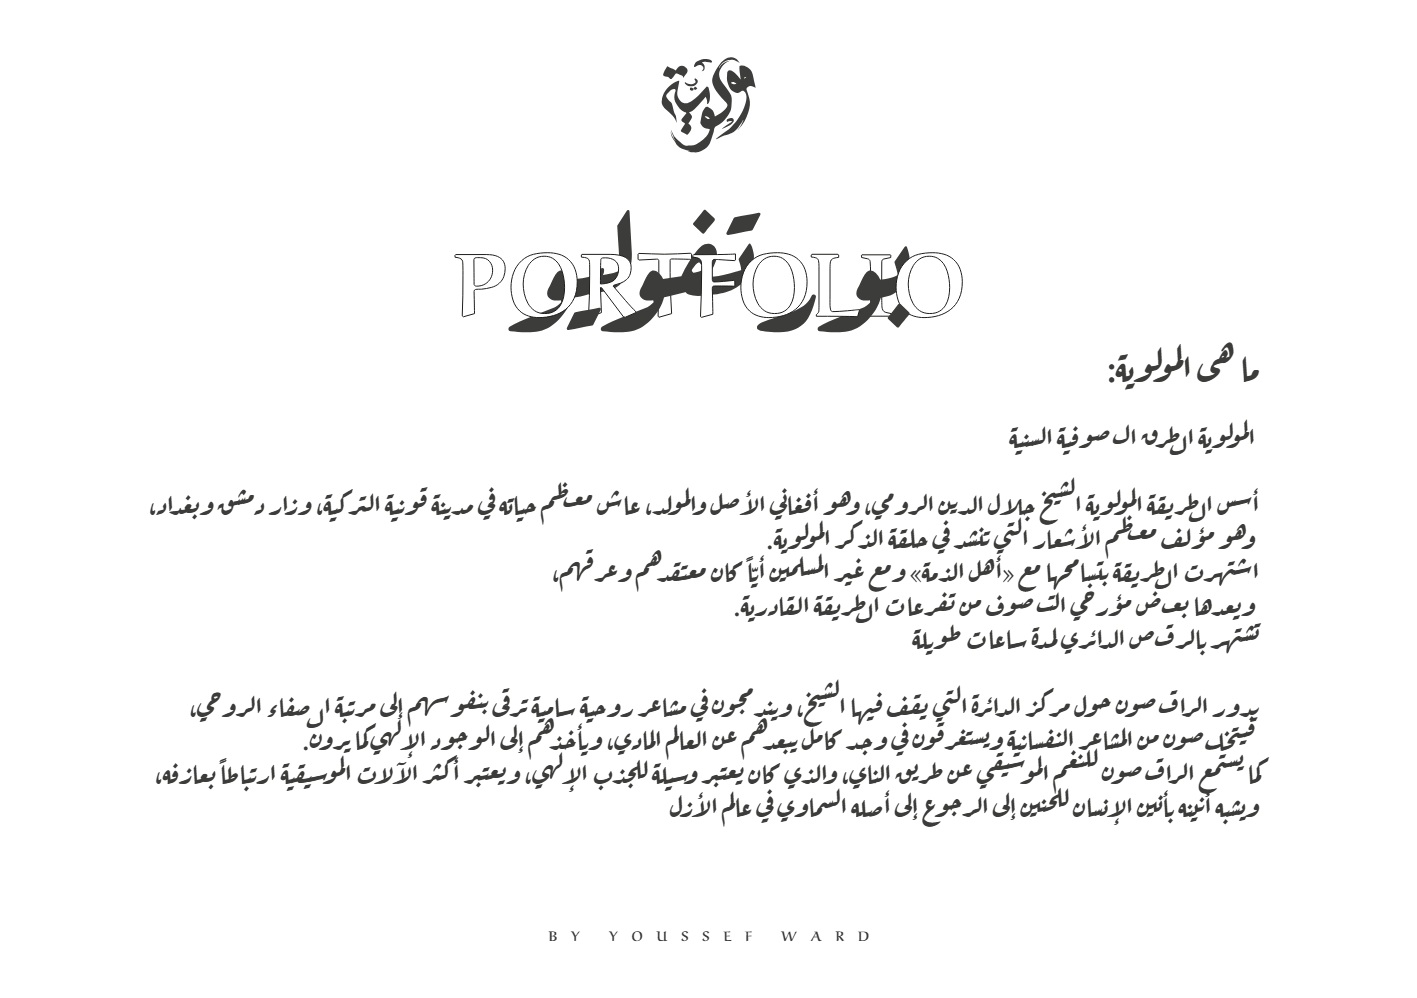 مولوية
بورتفوليو
PORTFOLIO
ما هى المولوية:
المولوية الطرق الصوفية السنية
أسس الطريقة المولوية الشيخ جلال الدين الرومي، وهو أفغاني الأصل والمولد، عاش معظم حياته في مدينة قونية التركية، وزار دمشق وبغداد،
وهو مؤلف معظم الأشعار التي تنشد في حلقة الذكر المولوية.
اشتهرت الطريقة بتسامحها مع «أهل الذمة» ومع غير المسلمين أيّاً كان معتقدهم وعرقهم،
ويعدها بعض مؤرخي التصوف من تفرعات الطريقة القادرية.
تشتهر بالرقص الدائري لمدة ساعات طويلة
يدور الراقصون حول مركز الدائرة التي يقف فيها الشيخ، ويندمجون في مشاعر روحية سامية ترقى بنفوسهم إلى مرتبة الصفاء الروحي،
فيتخلصون من المشاعر النفسانية ويستغرقون في وجد كامل يبعدهم عن العالم المادي، ويأخذهم إلى الوجود الإلهي كما يرون.
كما يستمع الراقصون للنغم الموسيقي عن طريق الناي، والذي كان يعتبر وسيلة للجذب الإلهي، ويعتبر أكثر الآلات الموسيقية ارتباطاً بعازفه،
ويشبه أنينه بأنين الإنسان للحنين إلى الرجوع إلى أصله السماوي في عالم الأزل
BY YOUSSEF WARD